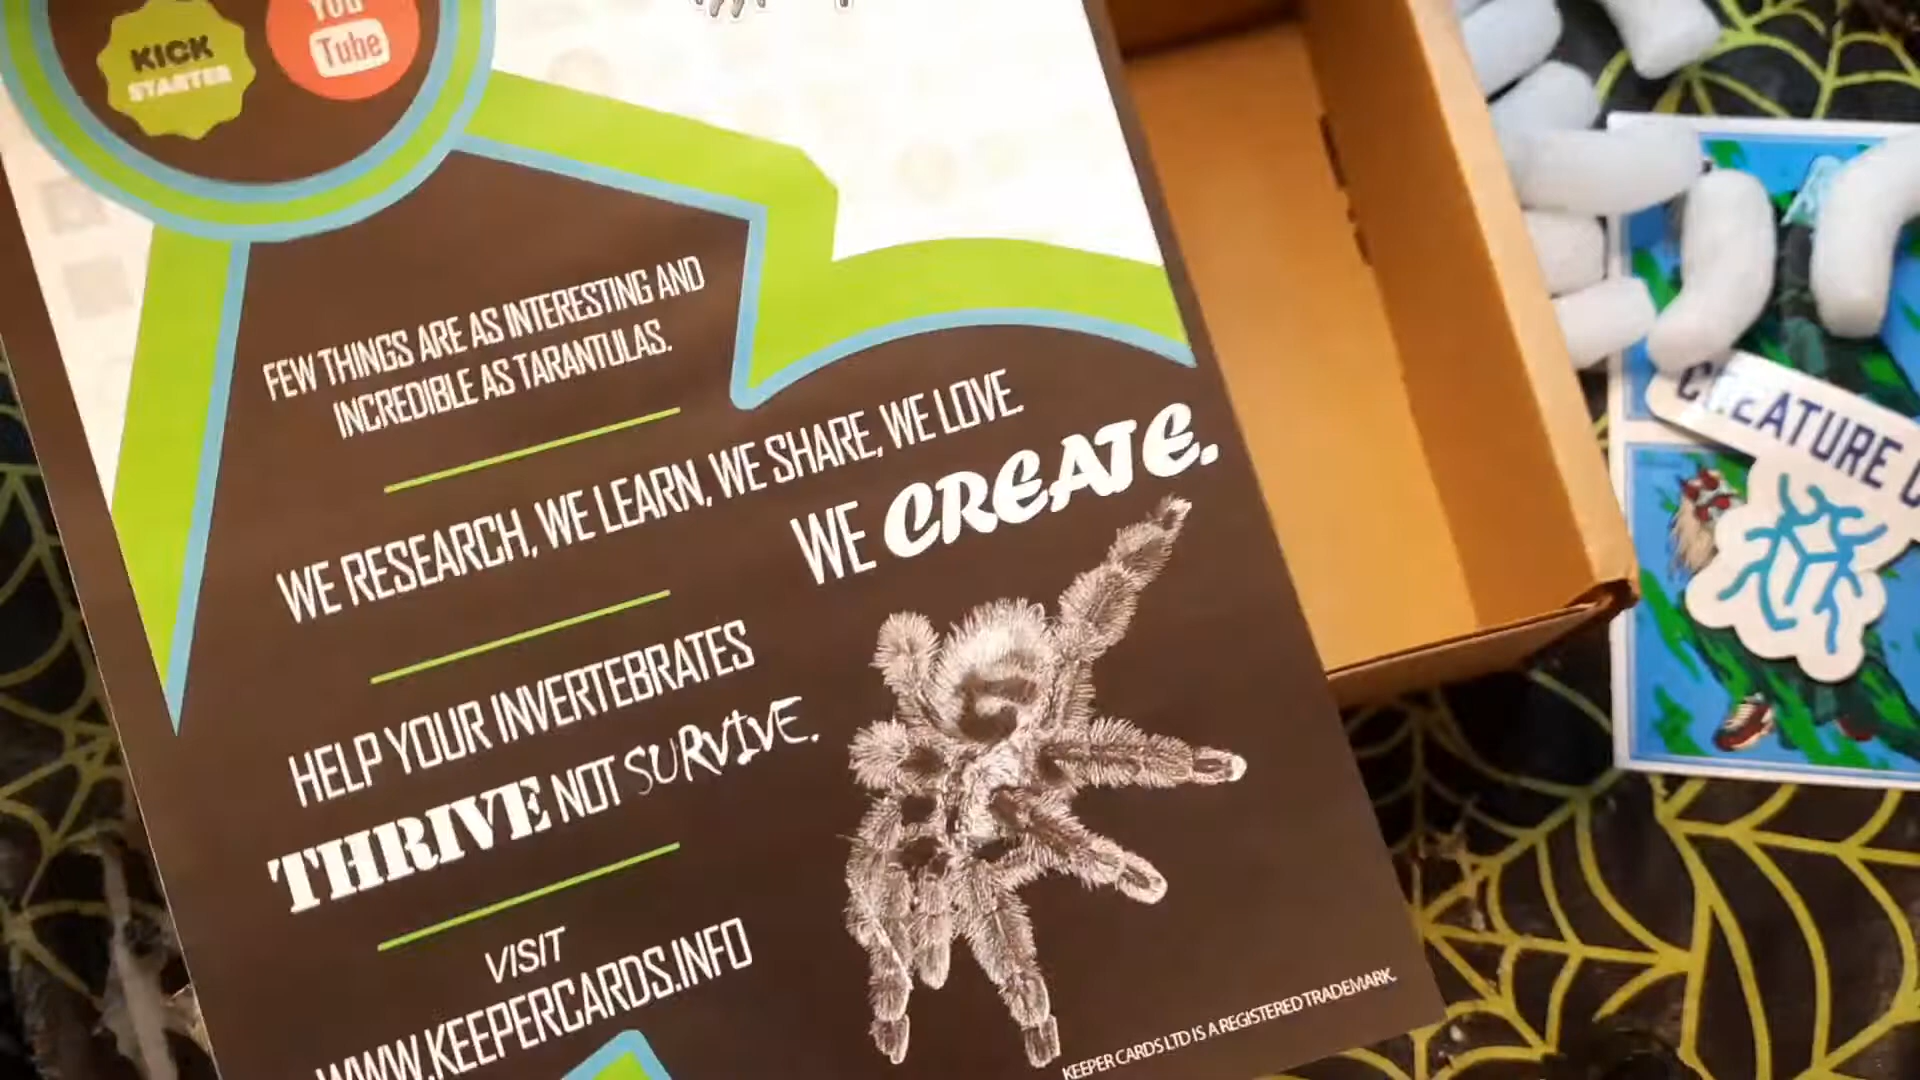 KICK
STARTER
You
Tube
FEW THINGS ARE AS INTERESTING AND
INCREDIBLE AS TARANTULAS.
WE RESEARCH, WE LEARN, WE SHARE, WE LOVE.
WE CREATE.
HELP YOUR INVERTEBRATES
THRIVE NOT SURVIVE.
VISIT
WWW.KEEPERCARDS.INFO
KEEPER CARDS LTD IS A REGISTERED TRADEMARK.
CREATURE